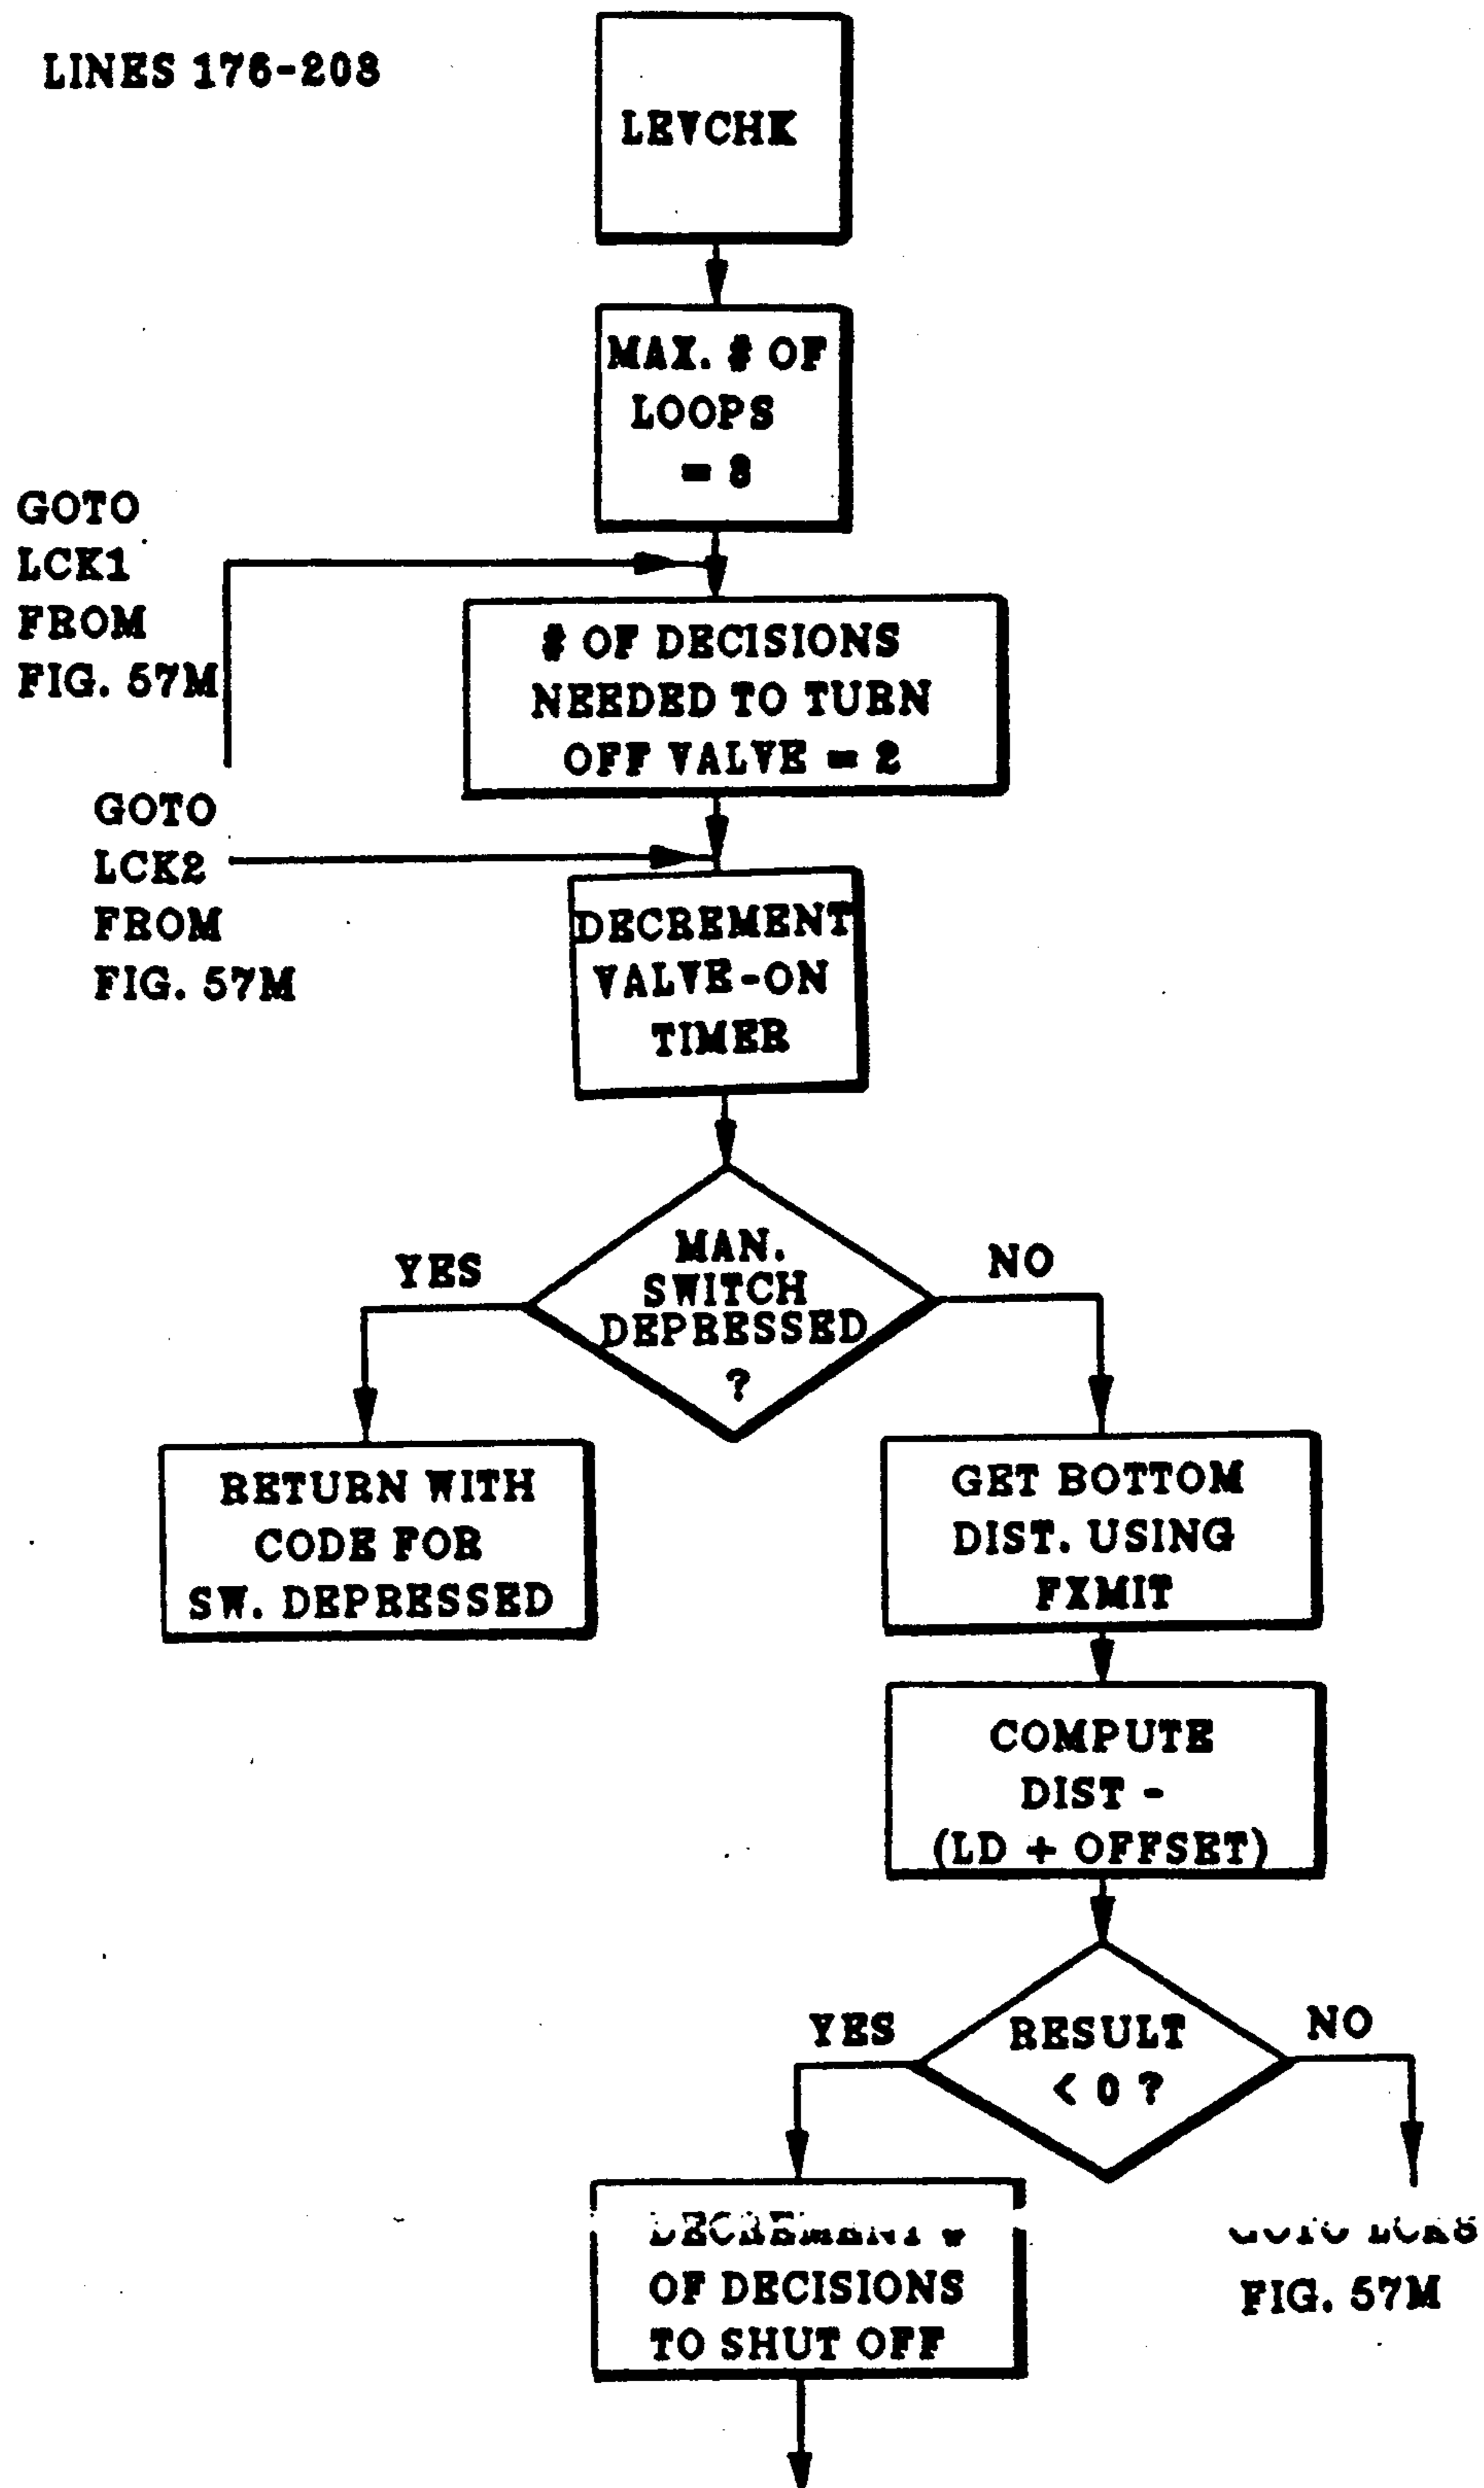 LINES 176-203
LEVCHK
MAX. # OF
LOOPS
= 8
GOTO
LCK1
FROM
FIG. 57M
# OF DECISIONS
NEEDED TO TURN
OFF VALVE = 2
GOTO
LCK2
FROM
FIG. 57M
DECREMENT
VALVE-ON
TIMER
MAN.
SWITCH
DEPRESSED
?
YES
NO
RETURN WITH
CODE FOR
SW. DEPRESSED
GET BOTTOM
DIST. USING
FXMIT
COMPUTE
DIST -
(LD + OFFSET)
RESULT
< 0 ?
YES
NO
DECREMENT #
OF DECISIONS
TO SHUT OFF
GOTO
FIG. 57M